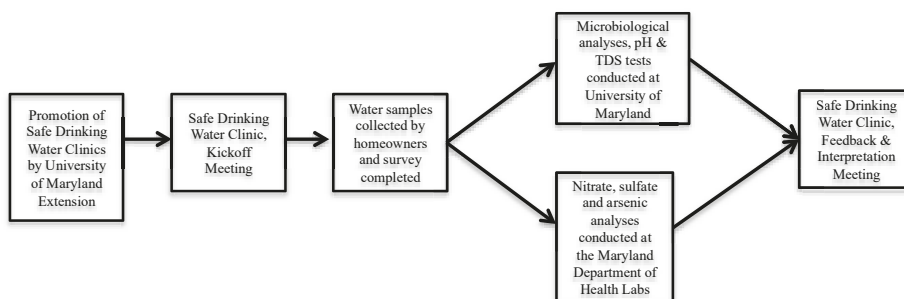 Promotion of
Safe Drinking
Water Clinics
by University
of Maryland
Extension
Safe Drinking
Water Clinic,
Kickoff
Meeting
Water samples
collected by
homeowners
and survey
completed
Microbiological
analyses, pH &
TDS tests
conducted at
University of
Maryland
Nitrate, sulfate
and arsenic
analyses
conducted at
the Maryland
Department of
Health Labs
Safe Drinking
Water Clinic,
Feedback &
Interpretation
Meeting